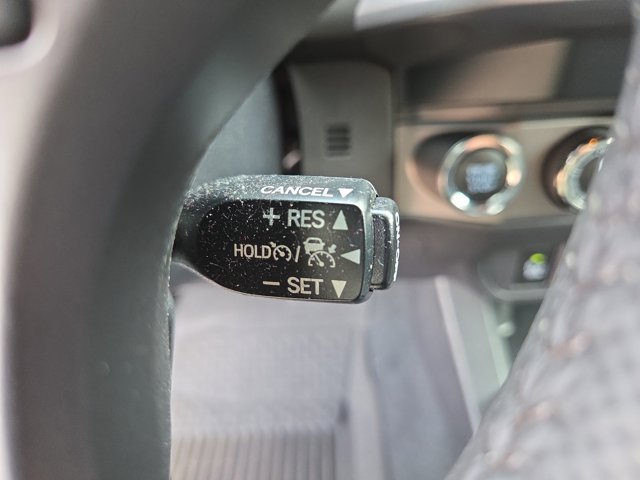 CANCEL ▼
+ RES ▲
HOLD / ◀
− SET ▼